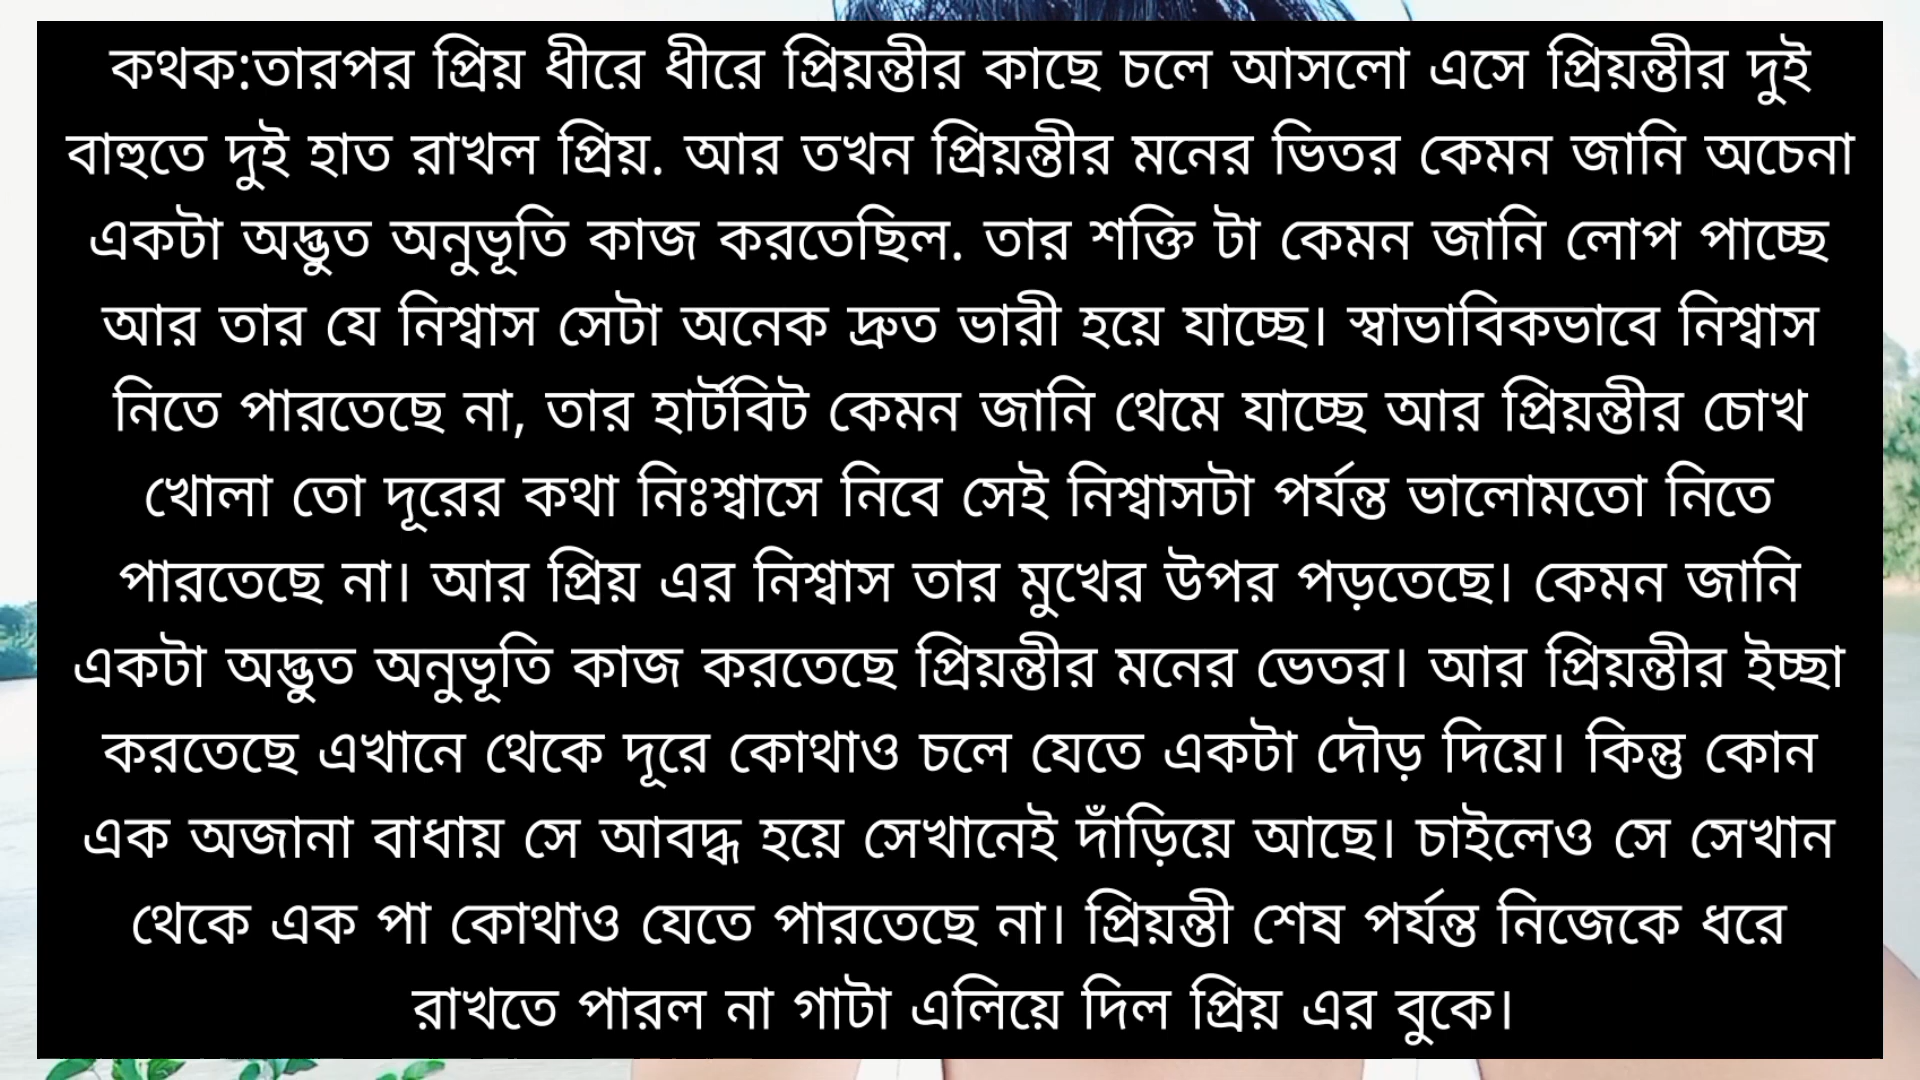 কথক:তারপর প্রিয় ধীরে ধীরে প্রিয়ন্তীর কাছে চলে আসলো এসে প্রিয়ন্তীর দুই
বাহুতে দুই হাত রাখল প্রিয়. আর তখন প্রিয়ন্তীর মনের ভিতর কেমন জানি অচেনা
একটা অদ্ভুত অনুভূতি কাজ করতেছিল. তার শক্তি টা কেমন জানি লোপ পাচ্ছে
আর তার যে নিশ্বাস সেটা অনেক দ্রুত ভারী হয়ে যাচ্ছে। স্বাভাবিকভাবে নিশ্বাস
নিতে পারতেছে না, তার হার্টবিট কেমন জানি থেমে যাচ্ছে আর প্রিয়ন্তীর চোখ
খোলা তো দূরের কথা নিঃশ্বাসে নিবে সেই নিশ্বাসটা পর্যন্ত ভালোমতো নিতে
পারতেছে না। আর প্রিয় এর নিশ্বাস তার মুখের উপর পড়তেছে। কেমন জানি
একটা অদ্ভুত অনুভূতি কাজ করতেছে প্রিয়ন্তীর মনের ভেতর। আর প্রিয়ন্তীর ইচ্ছা
করতেছে এখানে থেকে দূরে কোথাও চলে যেতে একটা দৌড় দিয়ে। কিন্তু কোন
এক অজানা বাধায় সে আবদ্ধ হয়ে সেখানেই দাঁড়িয়ে আছে। চাইলেও সে সেখান
থেকে এক পা কোথাও যেতে পারতেছে না। প্রিয়ন্তী শেষ পর্যন্ত নিজেকে ধরে
রাখতে পারল না গাটা এলিয়ে দিল প্রিয় এর বুকে।